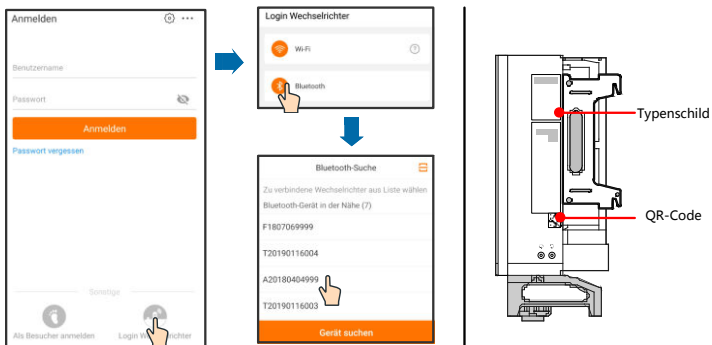 Anmelden
Benutzername
Passwort
Anmelden
Passwort vergessen
Sonstige
Als Besucher anmelden
Login Wechselrichter
Login Wechselrichter
Wi-Fi
Bluetooth
Bluetooth-Suche
Zu verbindene Wechselrichter aus Liste wählen
Bluetooth-Gerät in der Nähe (7)
F1807069999
T20190116004
A20180404999
T20190116003
Gerät suchen
Typenschild
QR-Code